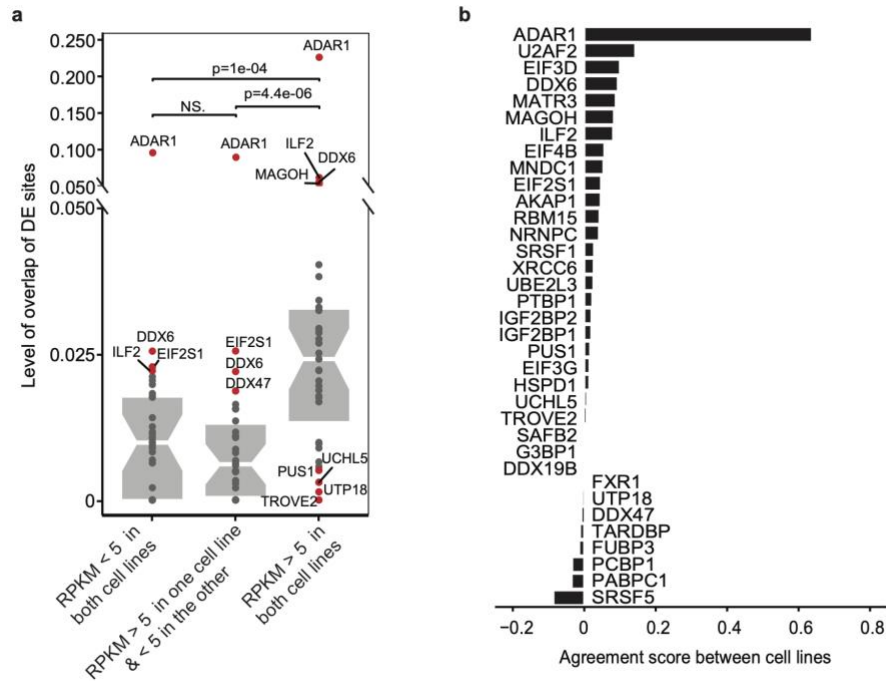 a
Level of overlap of DE sites
0.250
0.200
0.150
0.100
0.050
0.050
0.025
0
ADAR1
p=1e-04
p=4.4e-06
NS.
ADAR1
ADAR1
ILF2
DDX6
MAGOH
DDX6
ILF2
EIF2S1
EIF2S1
DDX6
DDX47
UCHL5
PUS1
UTP18
TROVE2
RPKM < 5 in
both cell lines
RPKM > 5 in one cell line
& < 5 in the other
RPKM > 5 in
both cell lines
b
ADAR1
U2AF2
EIF3D
DDX6
MATR3
MAGOH
ILF2
EIF4B
MNDC1
EIF2S1
AKAP1
RBM15
NRNPC
SRSF1
XRCC6
UBE2L3
PTBP1
IGF2BP2
IGF2BP1
PUS1
EIF3G
HSPD1
UCHL5
TROVE2
SAFB2
G3BP1
DDX19B
FXR1
UTP18
DDX47
TARDBP
FUBP3
PCBP1
PABPC1
SRSF5
−0.2 0 0.2 0.4 0.6 0.8
Agreement score between cell lines